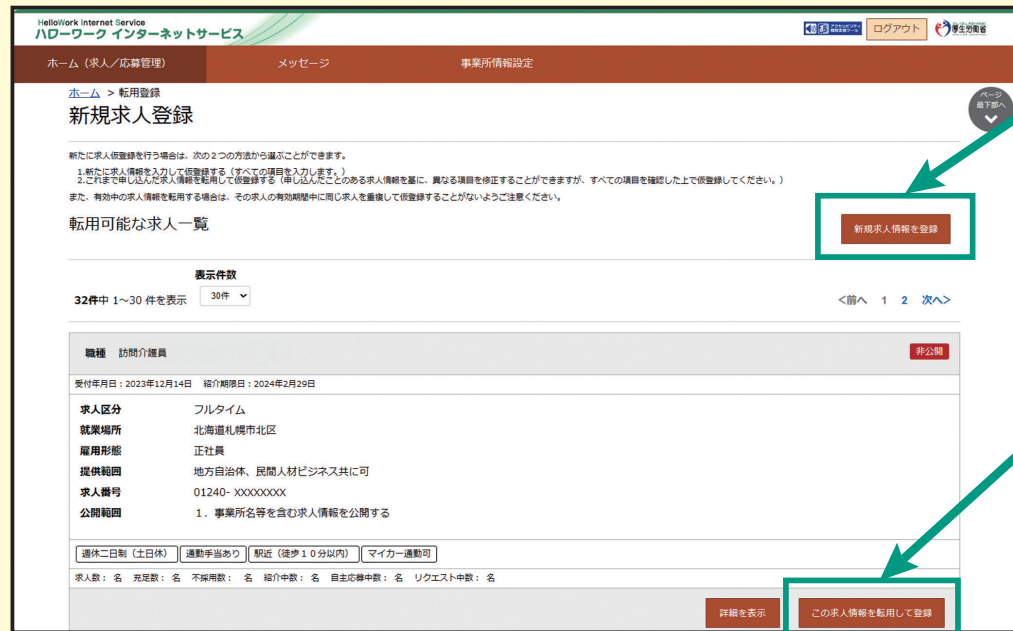 HelloWork Internet Service
ハローワーク インターネットサービス
ログアウト
厚生労働省
ホーム（求人／応募管理） メッセージ 事業所情報設定
ホーム > 転用登録
ページ
最下部へ
新規求人登録
新たに求人仮登録を行う場合は、次の２つの方法から選ぶことができます。
1.新たに求人情報を入力して仮登録する（すべての項目を入力します。）
2.これまで申し込んだ求人情報を転用して仮登録する（申し込んだことのある求人情報を基に、異なる項目を修正することができますが、すべての項目を確認した上で仮登録してください。）
また、有効中の求人情報を転用する場合は、その求人の有効期間中に同じ求人を重複して仮登録することがないようご注意ください。
転用可能な求人一覧
新規求人情報を登録
表示件数
32件中 1～30 件を表示 30件
<前へ 1 2 次へ>
職種 訪問介護員
非公開
受付年月日：2023年12月14日 紹介期限日：2024年2月29日
求人区分 フルタイム
就業場所 北海道札幌市北区
雇用形態 正社員
提供範囲 地方自治体、民間人材ビジネス共に可
求人番号 01240- XXXXXXXX
公開範囲 １．事業所名等を含む求人情報を公開する
週休二日制（土日休） 通勤手当あり 駅近（徒歩１０分以内） マイカー通勤可
求人数： 名 充足数： 名 不採用数： 名 紹介中数： 名 自主応募中数： 名 リクエスト中数： 名
詳細を表示 この求人情報を転用して登録